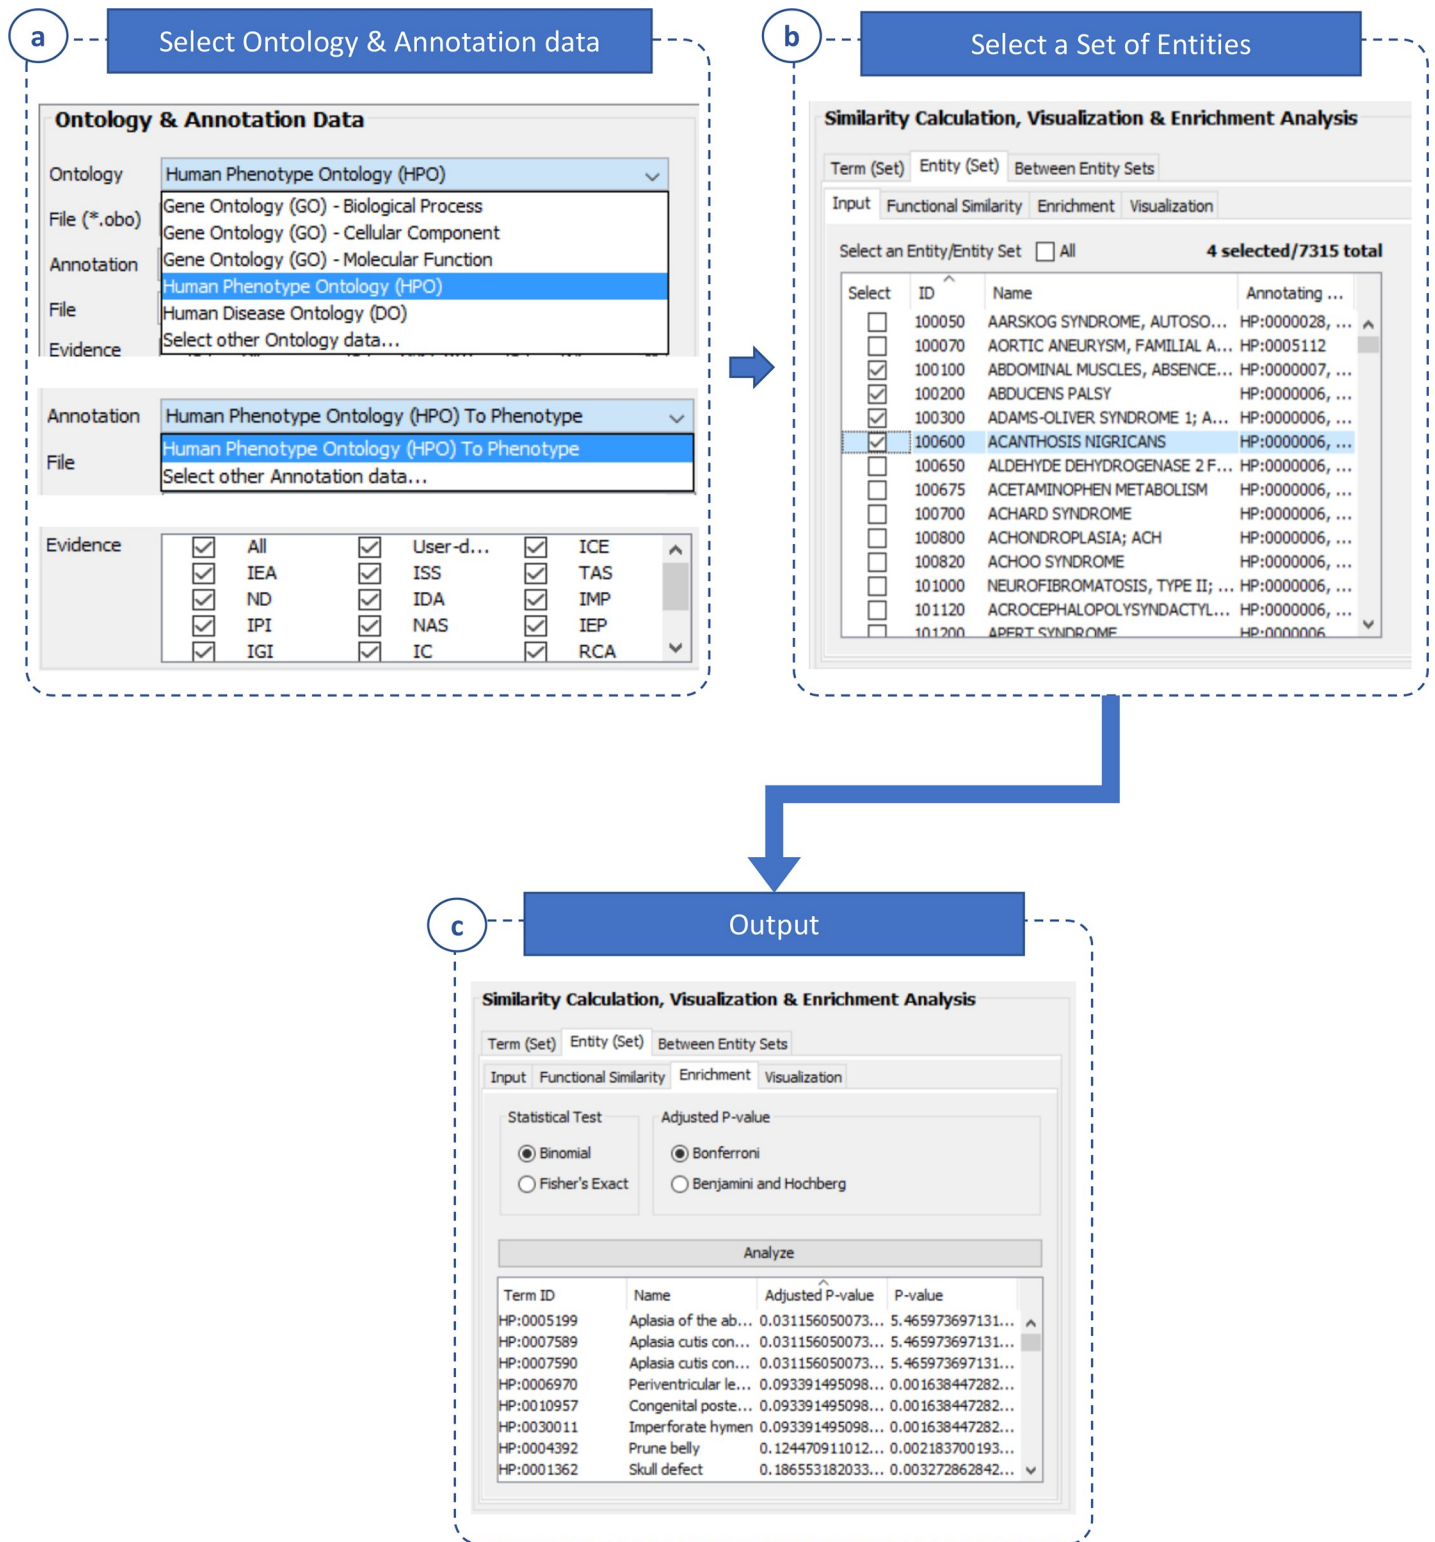 a
Select Ontology & Annotation data
Ontology & Annotation Data
Ontology Human Phenotype Ontology (HPO)
File (*.obo) Gene Ontology (GO) - Biological Process
Gene Ontology (GO) - Cellular Component
Annotation Gene Ontology (GO) - Molecular Function
Human Phenotype Ontology (HPO)
File Human Disease Ontology (DO)
Select other Ontology data...
Evidence
Annotation Human Phenotype Ontology (HPO) To Phenotype
Human Phenotype Ontology (HPO) To Phenotype
File Select other Annotation data...
Evidence All User-d... ICE
IEA ISS TAS
ND IDA IMP
IPI NAS IEP
IGI IC RCA
b
Select a Set of Entities
Similarity Calculation, Visualization & Enrichment Analysis
Term (Set) Entity (Set) Between Entity Sets
Input Functional Similarity Enrichment Visualization
Select an Entity/Entity Set All 4 selected/7315 total
Select ID Name Annotating ...
100050 AARSKOG SYNDROME, AUTOSO... HP:0000028, ...
100070 AORTIC ANEURYSM, FAMILIAL A... HP:0005112
100100 ABDOMINAL MUSCLES, ABSENCE... HP:0000007, ...
100200 ABDUCENS PALSY HP:0000006, ...
100300 ADAMS-OLIVER SYNDROME 1; A... HP:0000006, ...
100600 ACANTHOSIS NIGRICANS HP:0000006, ...
100650 ALDEHYDE DEHYDROGENASE 2 F... HP:0000006, ...
100675 ACETAMINOPHEN METABOLISM HP:0000006, ...
100700 ACHARD SYNDROME HP:0000006, ...
100800 ACHONDROPLASIA; ACH HP:0000006, ...
100820 ACHOO SYNDROME HP:0000006, ...
101000 NEUROFIBROMATOSIS, TYPE II; ... HP:0000006, ...
101120 ACROCEPHALOPOLYSYNDACTYL... HP:0000006, ...
101200 APERT SYNDROME HP:0000006
c
Output
Similarity Calculation, Visualization & Enrichment Analysis
Term (Set) Entity (Set) Between Entity Sets
Input Functional Similarity Enrichment Visualization
Statistical Test Adjusted P-value
Binomial Bonferroni
Fisher's Exact Benjamini and Hochberg
Analyze
Term ID Name Adjusted P-value P-value
HP:0005199 Aplasia of the ab... 0.031156050073... 5.465973697131...
HP:0007589 Aplasia cutis con... 0.031156050073... 5.465973697131...
HP:0007590 Aplasia cutis con... 0.031156050073... 5.465973697131...
HP:0006970 Periventricular le... 0.093391495098... 0.001638447282...
HP:0010957 Congenital poste... 0.093391495098... 0.001638447282...
HP:0030011 Imperforate hymen 0.093391495098... 0.001638447282...
HP:0004392 Prune belly 0.124470911012... 0.002183700193...
HP:0001362 Skull defect 0.186553182033... 0.003272862842...